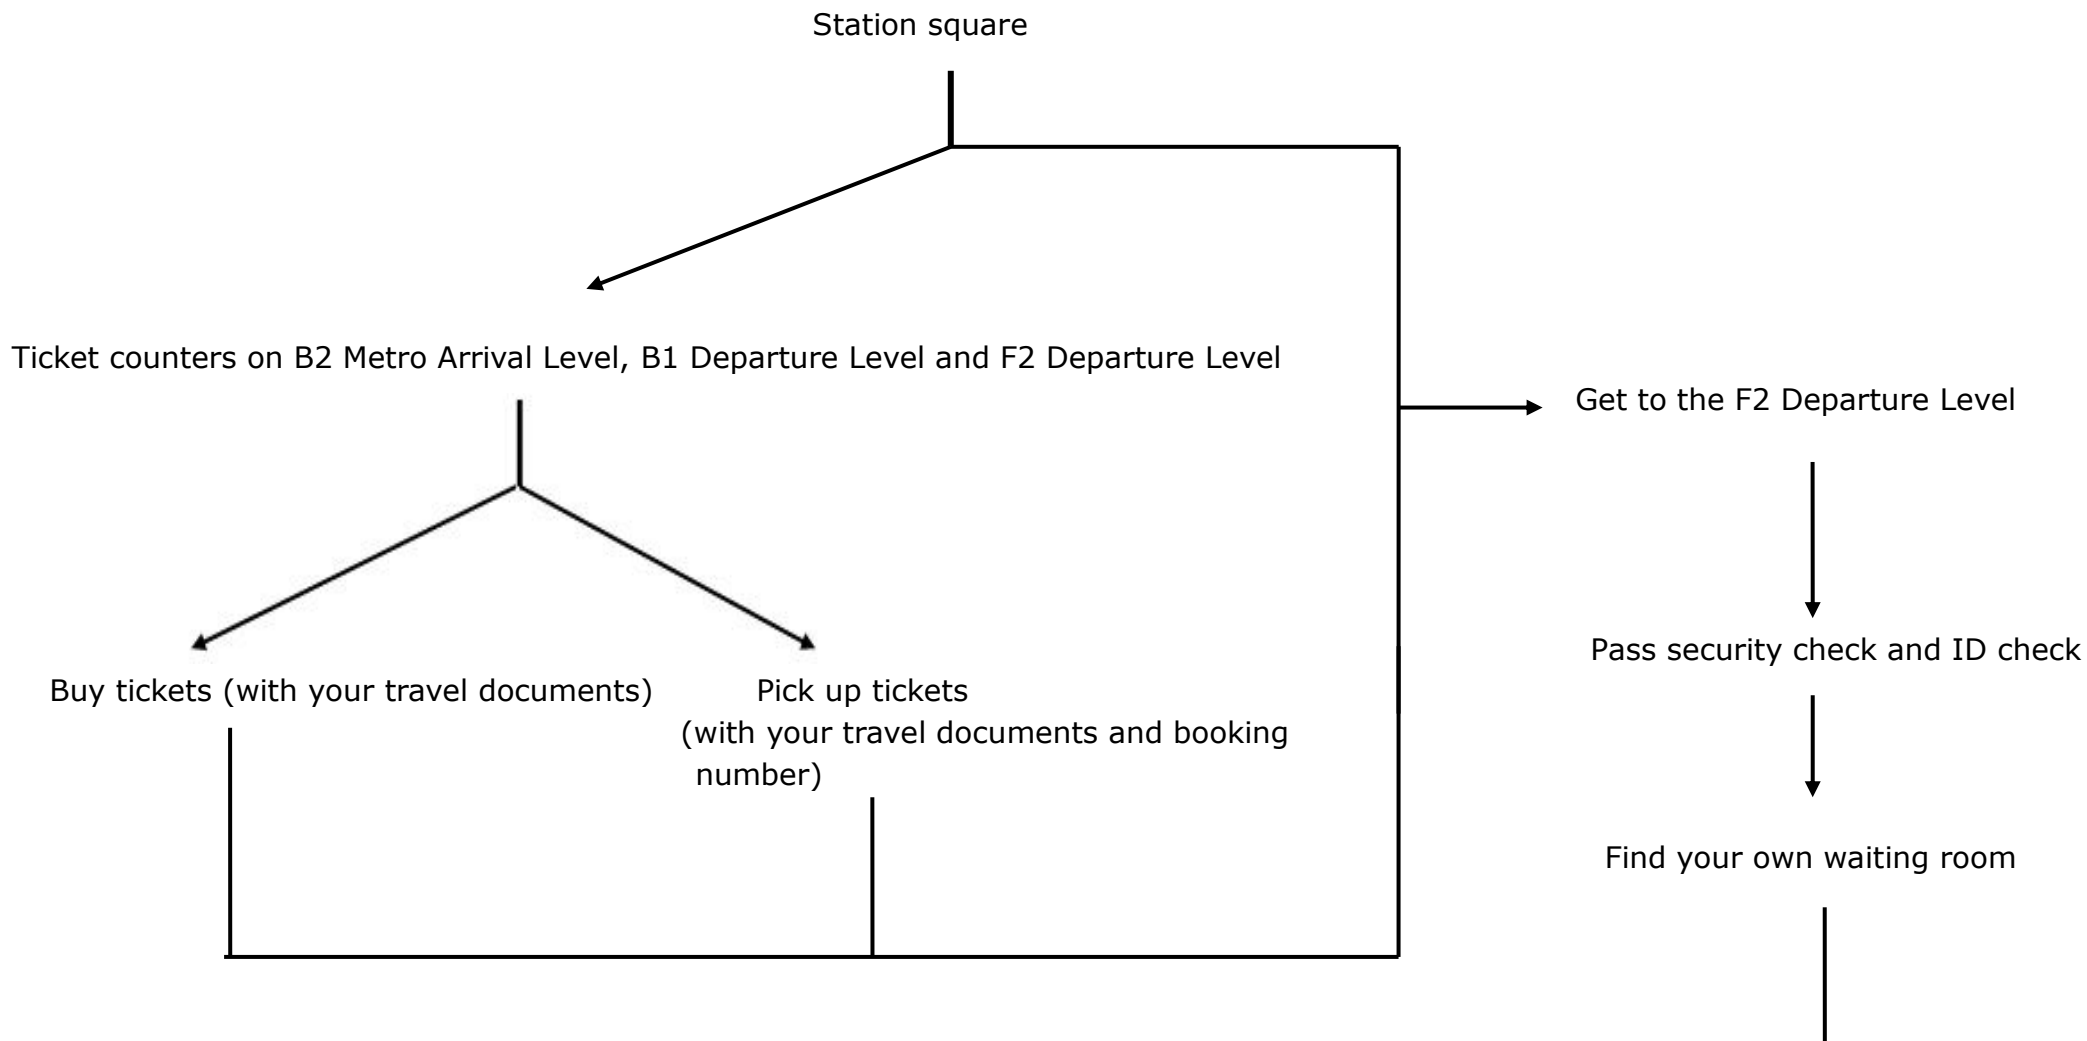 Station square
Ticket counters on B2 Metro Arrival Level, B1 Departure Level and F2 Departure Level
Get to the F2 Departure Level
Pass security check and ID check
Buy tickets (with your travel documents)
Pick up tickets
(with your travel documents and booking
number)
Find your own waiting room